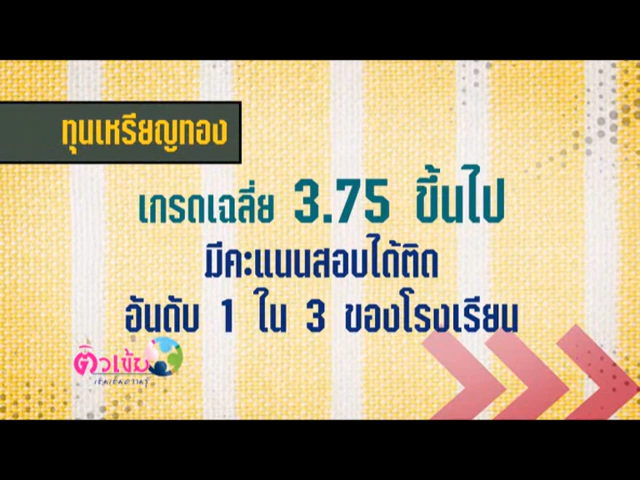 ทุนเหรียญทอง
เกรดเฉลี่ย 3.75 ขึ้นไป
มีคะแนนสอบได้ติด
อันดับ 1 ใน 3 ของโรงเรียน
ติวเข้ม